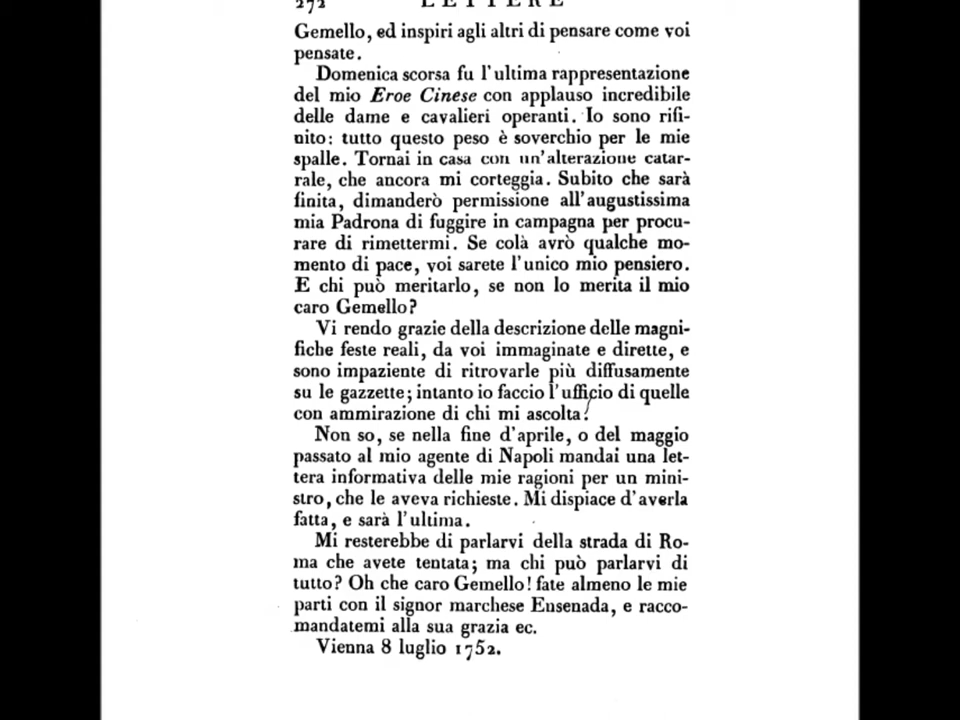 272 LETTERE
Gemello, ed inspiri agli altri di pensare come voi
pensate.
Domenica scorsa fu l'ultima rappresentazione
del mio Eroe Cinese con applauso incredibile
delle dame e cavalieri operanti. Io sono rifi-
nito: tutto questo peso è soverchio per le mie
spalle. Tornai in casa con un'alterazione catar-
rale, che ancora mi corteggia. Subito che sarà
finita, dimanderò permissione all'augustissima
mia Padrona di fuggire in campagna per procu-
rare di rimettermi. Se colà avrò qualche mo-
mento di pace, voi sarete l'unico mio pensiero.
E chi può meritarlo, se non lo merita il mio
caro Gemello?
Vi rendo grazie della descrizione delle magni-
fiche feste reali, da voi immaginate e dirette, e
sono impaziente di ritrovarle più diffusamente
su le gazzette; intanto io faccio l'ufficio di quelle
con ammirazione di chi mi ascolta.
Non so, se nella fine d'aprile, o del maggio
passato al mio agente di Napoli mandai una let-
tera informativa delle mie ragioni per un mini-
stro, che le aveva richieste. Mi dispiace d'averla
fatta, e sarà l'ultima.
Mi resterebbe di parlarvi della strada di Ro-
ma che avete tentata; ma chi può parlarvi di
tutto? Oh che caro Gemello! fate almeno le mie
parti con il signor marchese Ensenada, e racco-
mandatemi alla sua grazia ec.
Vienna 8 luglio 1752.